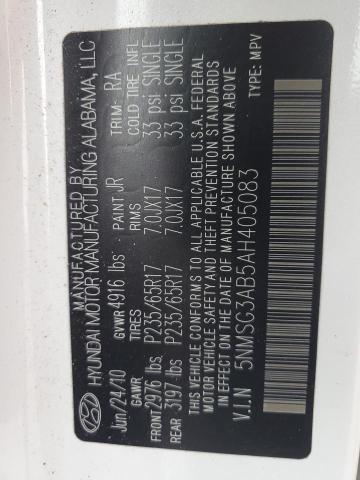 MANUFACTURED BY
HYUNDAI MOTOR MANUFACTURING ALABAMA, LLC
Jun/24/10 GVWR 4916 lbs PAINT JR TRIM: RA
GAWR TIRES RIMS COLD TIRE INFL
FRONT 2976 lbs. P235/65R17 7.0JX17 33 psi SINGLE
REAR 3197 lbs. P235/65R17 7.0JX17 33 psi SINGLE
THIS VEHICLE CONFORMS TO ALL APPLICABLE U.S.A. FEDERAL
MOTOR VEHICLE SAFETY AND THEFT PREVENTION STANDARDS
IN EFFECT ON THE DATE OF MANUFACTURE SHOWN ABOVE.
V.I.N 5NMSG3AB5AH405083 TYPE: MPV